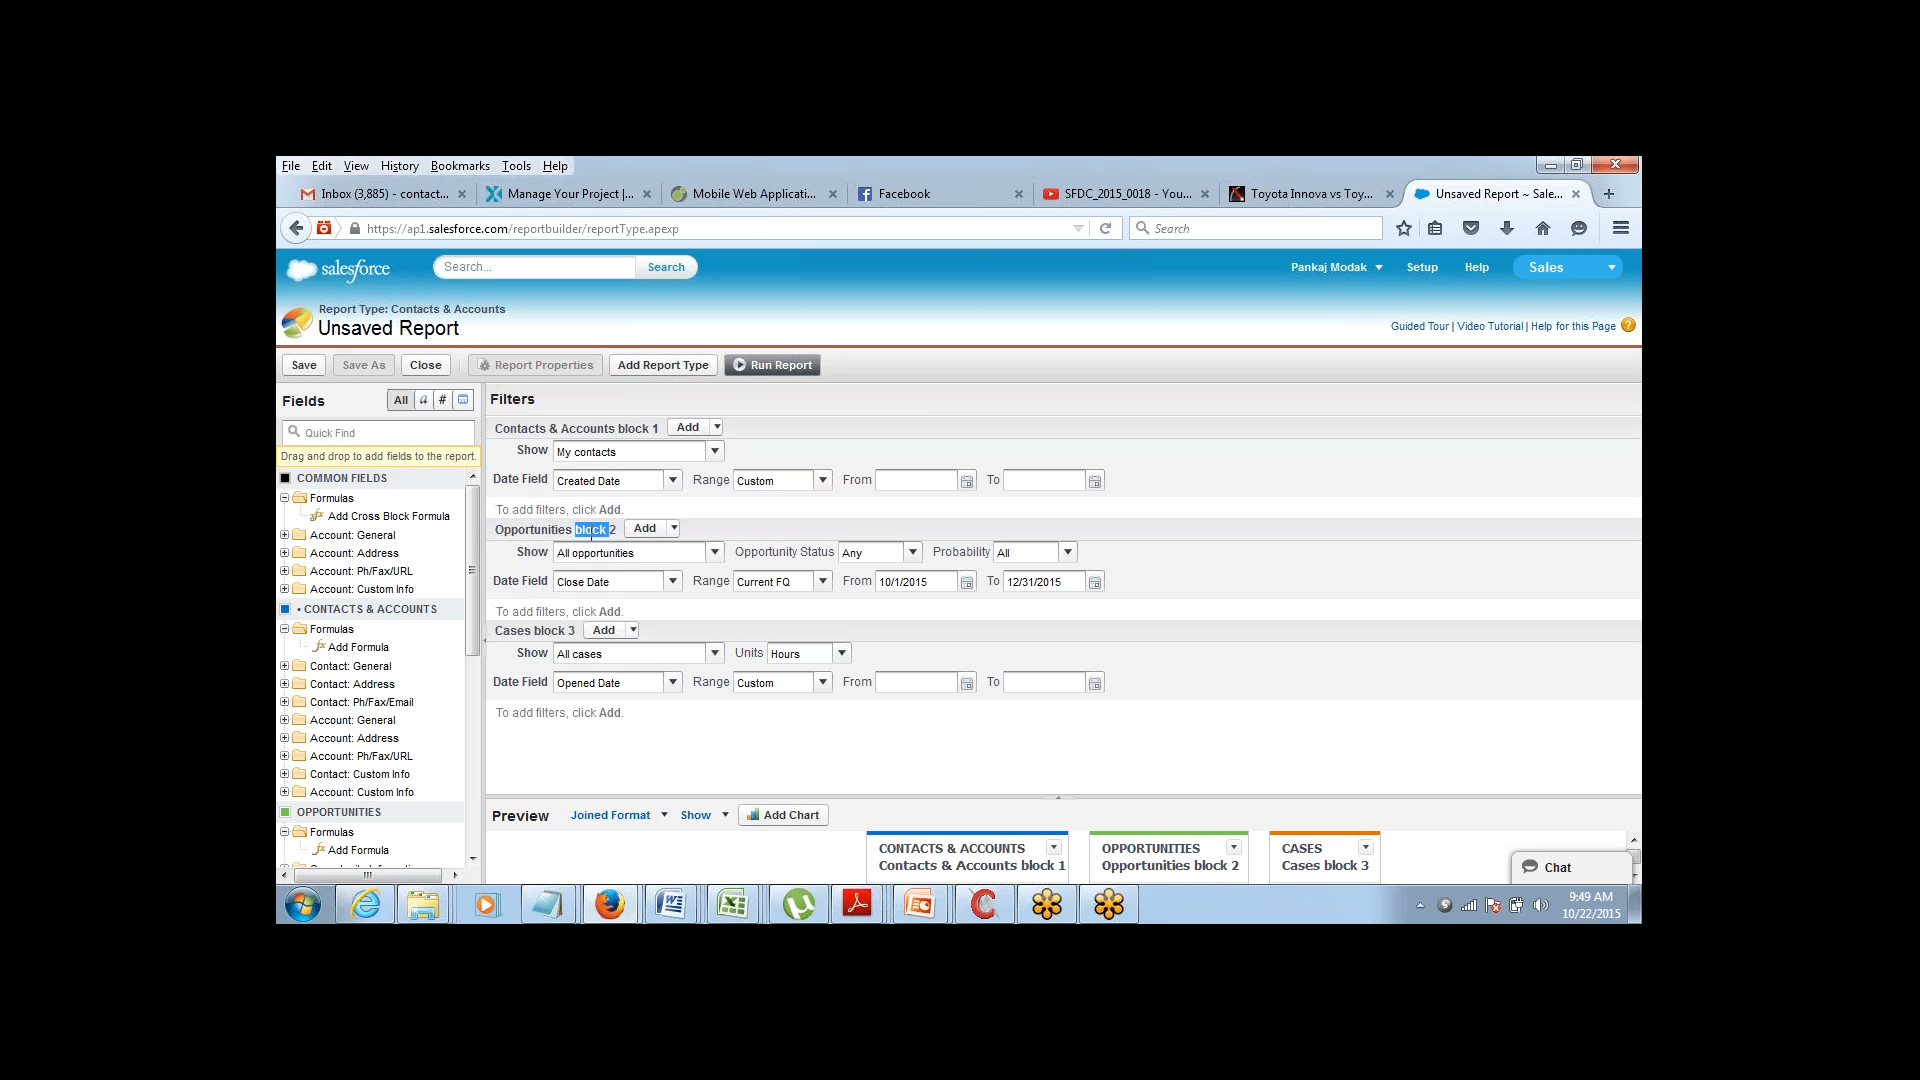 File Edit View History Bookmarks Tools Help
Inbox (3,885) - contact...
Manage Your Project |...
Mobile Web Applicati...
Facebook
SFDC_2015_0018 - You...
Toyota Innova vs Toy...
Unsaved Report ~ Sale...
https://ap1.salesforce.com/reportbuilder/reportType.apexp
Search
salesforce
Search...
Search
Pankaj Modak
Setup
Help
Sales
Report Type: Contacts & Accounts
Unsaved Report
Guided Tour | Video Tutorial | Help for this Page
Save
Save As
Close
Report Properties
Add Report Type
Run Report
Fields
All
a
#
Quick Find
Drag and drop to add fields to the report.
COMMON FIELDS
Formulas
Add Cross Block Formula
Account: General
Account: Address
Account: Ph/Fax/URL
Account: Custom Info
• CONTACTS & ACCOUNTS
Formulas
Add Formula
Contact: General
Contact: Address
Contact: Ph/Fax/Email
Account: General
Account: Address
Account: Ph/Fax/URL
Contact: Custom Info
Account: Custom Info
OPPORTUNITIES
Formulas
Add Formula
Filters
Contacts & Accounts block 1 Add
Show My contacts
Date Field Created Date Range Custom From To
To add filters, click Add.
Opportunities block 2 Add
Show All opportunities Opportunity Status Any Probability All
Date Field Close Date Range Current FQ From 10/1/2015 To 12/31/2015
To add filters, click Add.
Cases block 3 Add
Show All cases Units Hours
Date Field Opened Date Range Custom From To
To add filters, click Add.
Preview Joined Format Show Add Chart
CONTACTS & ACCOUNTS
Contacts & Accounts block 1
OPPORTUNITIES
Opportunities block 2
CASES
Cases block 3
Chat
9:49 AM
10/22/2015